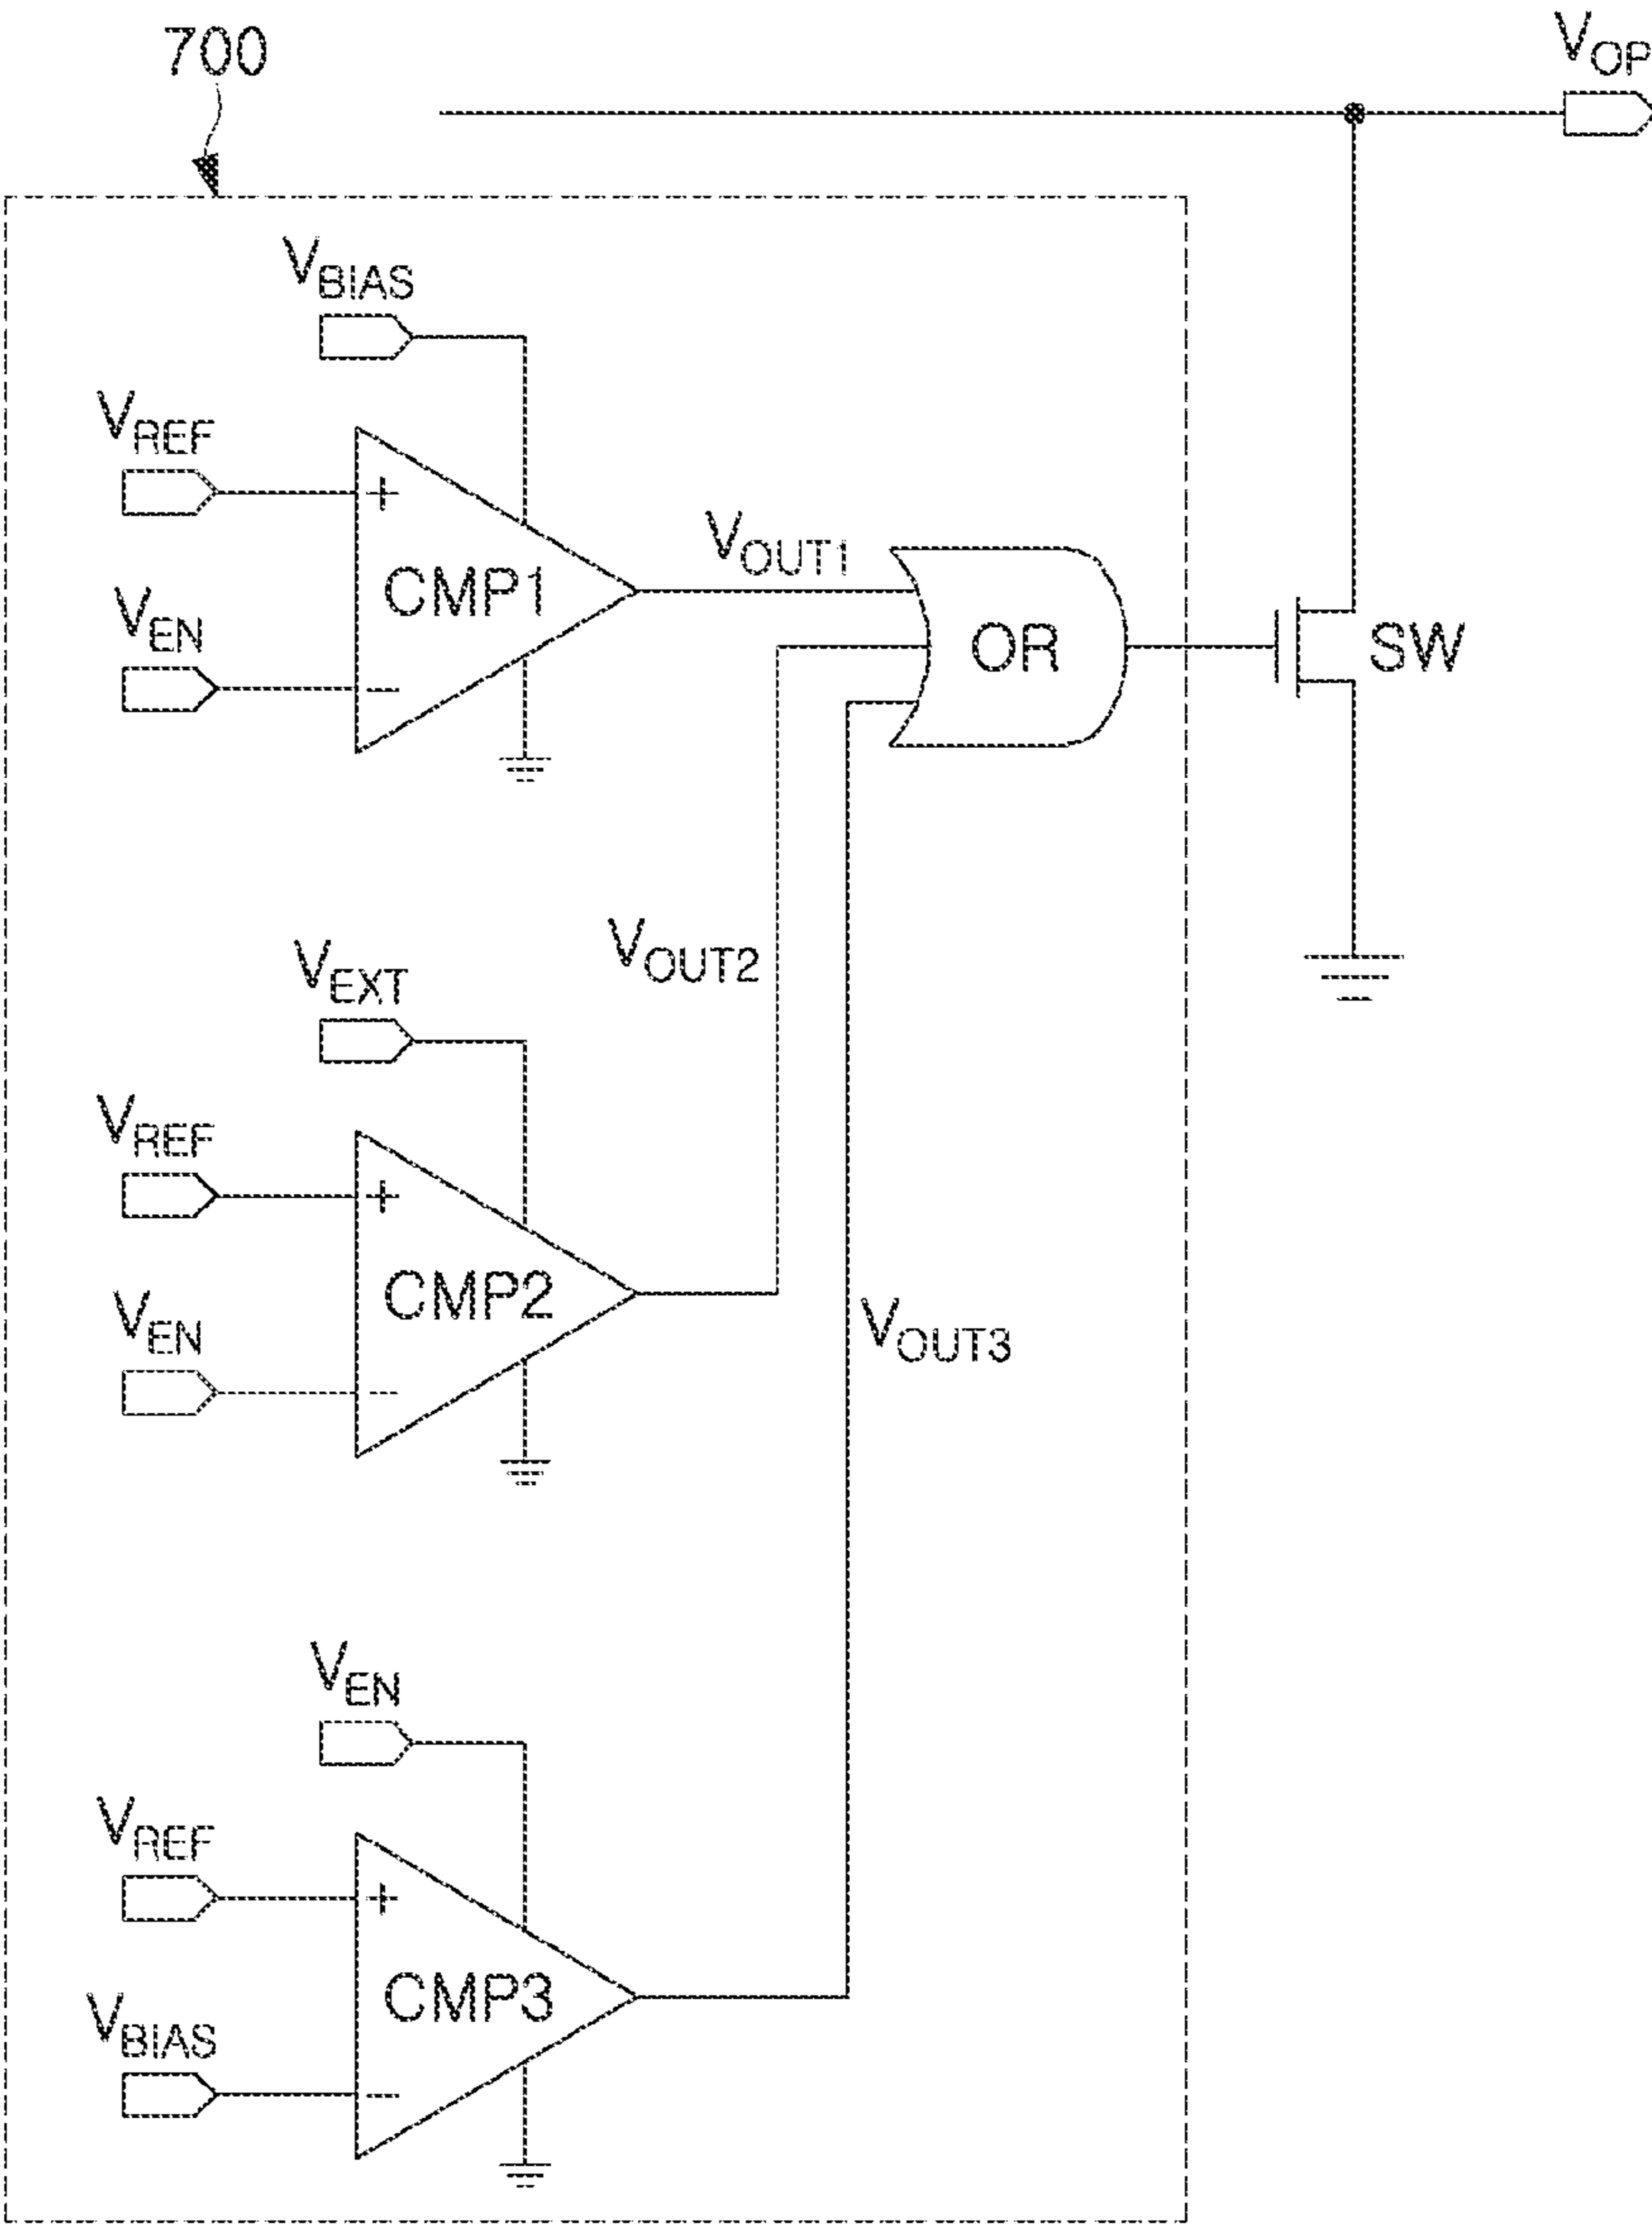 700
VOP
VBIAS
VREF
+
CMP1
VEN
−
VOUT1
OR
SW
VOUT2
VEXT
VREF
+
CMP2
VEN
−
VOUT3
VEN
VREF
+
CMP3
VBIAS
−